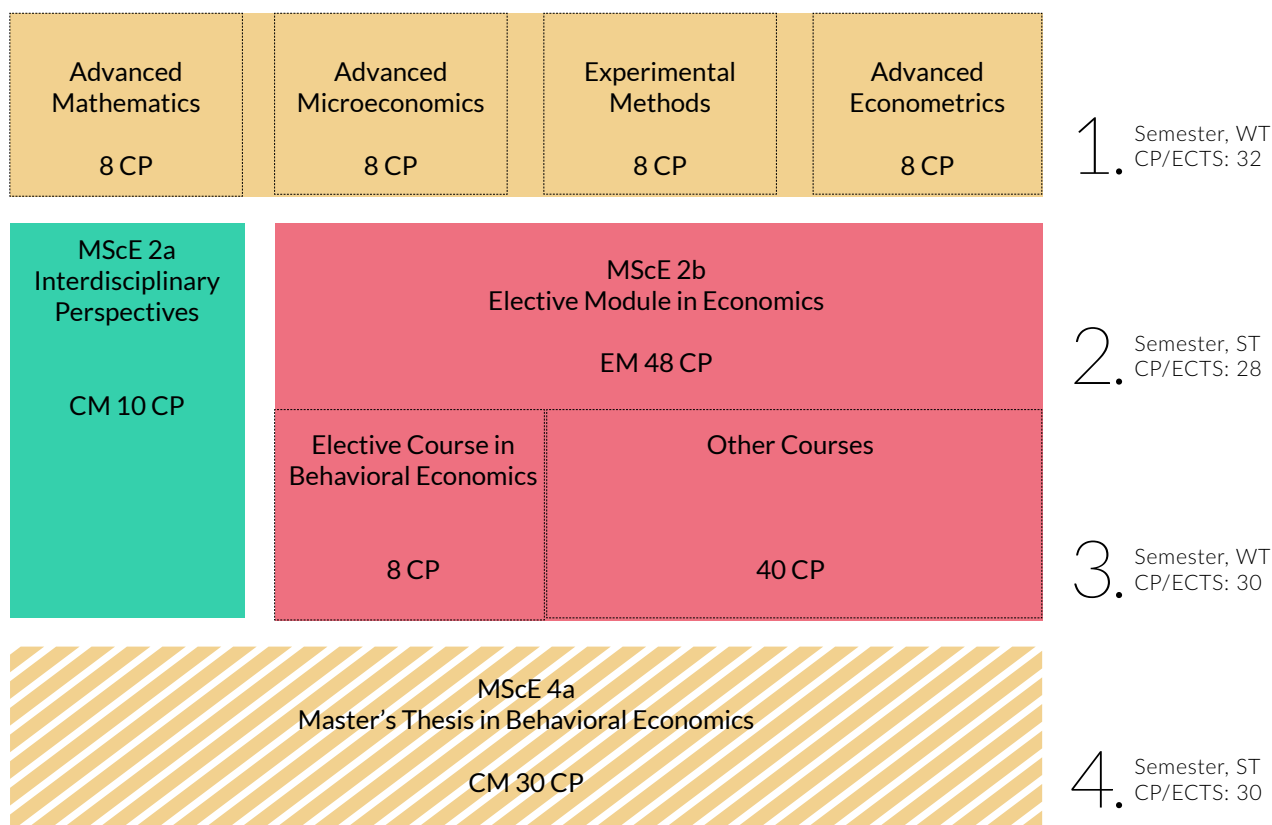 Advanced
Mathematics
8 CP
Advanced
Microeconomics
8 CP
Experimental
Methods
8 CP
Advanced
Econometrics
8 CP
1. Semester, WT
CP/ECTS: 32
MScE 2a
Interdisciplinary
Perspectives
CM 10 CP
MScE 2b
Elective Module in Economics
EM 48 CP
2. Semester, ST
CP/ECTS: 28
Elective Course in
Behavioral Economics
8 CP
Other Courses
40 CP
3. Semester, WT
CP/ECTS: 30
MScE 4a
Master’s Thesis in Behavioral Economics
CM 30 CP
4. Semester, ST
CP/ECTS: 30